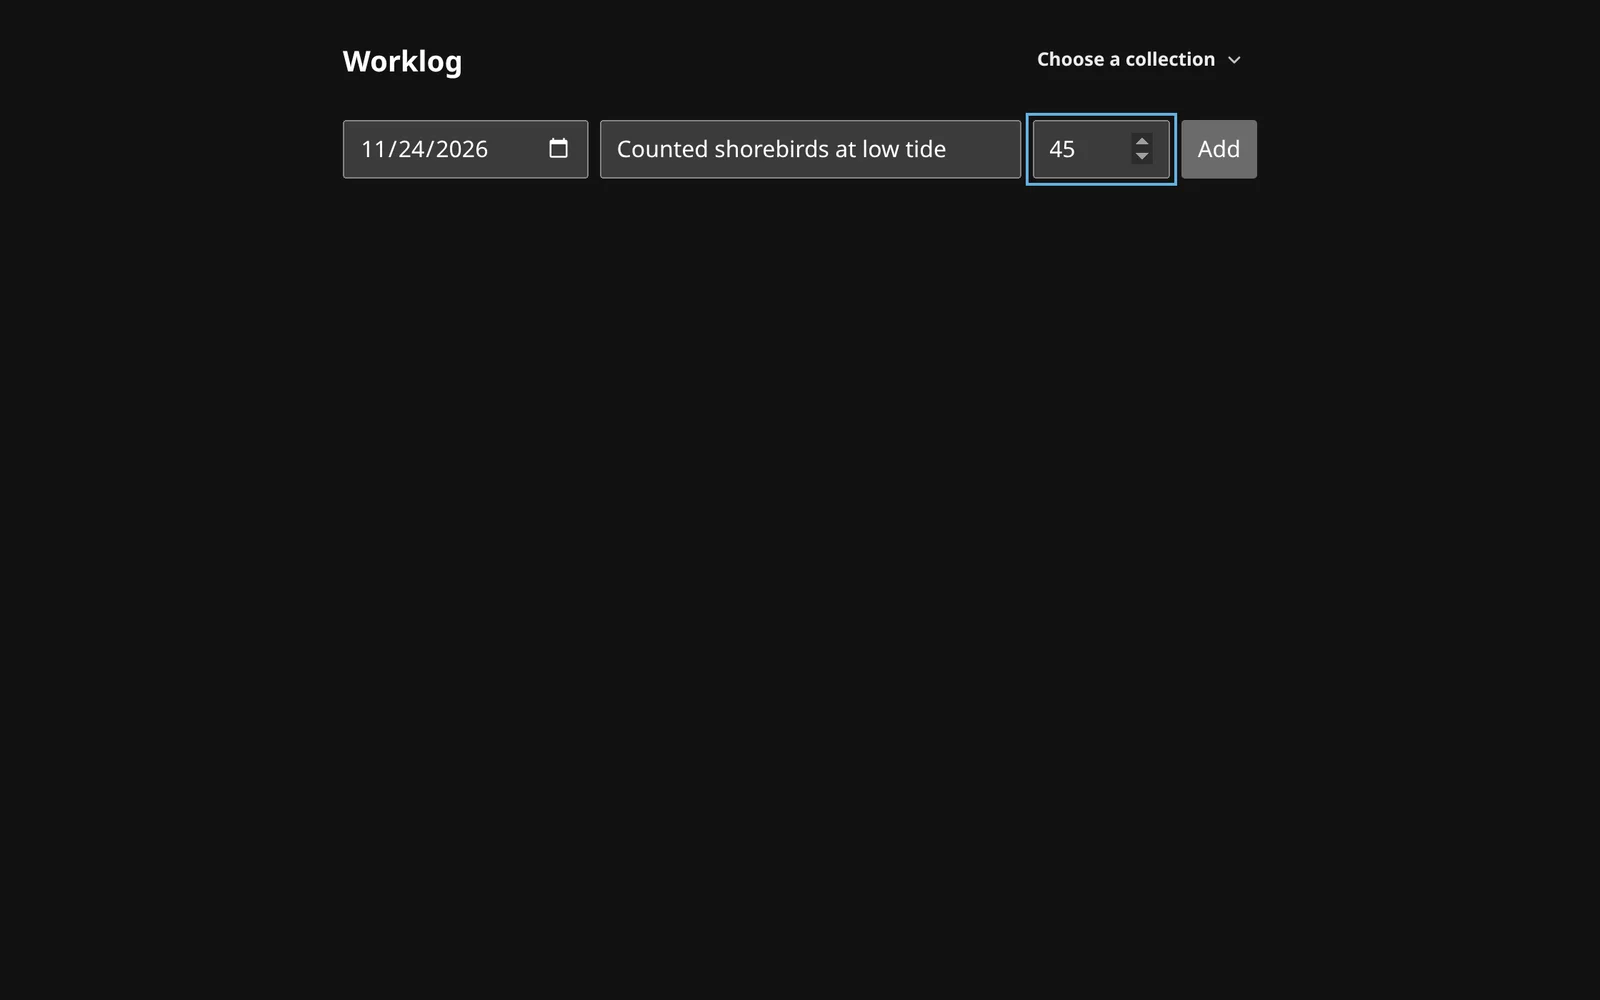 Worklog
Choose a collection
11/24/2026
Counted shorebirds at low tide
45
Add